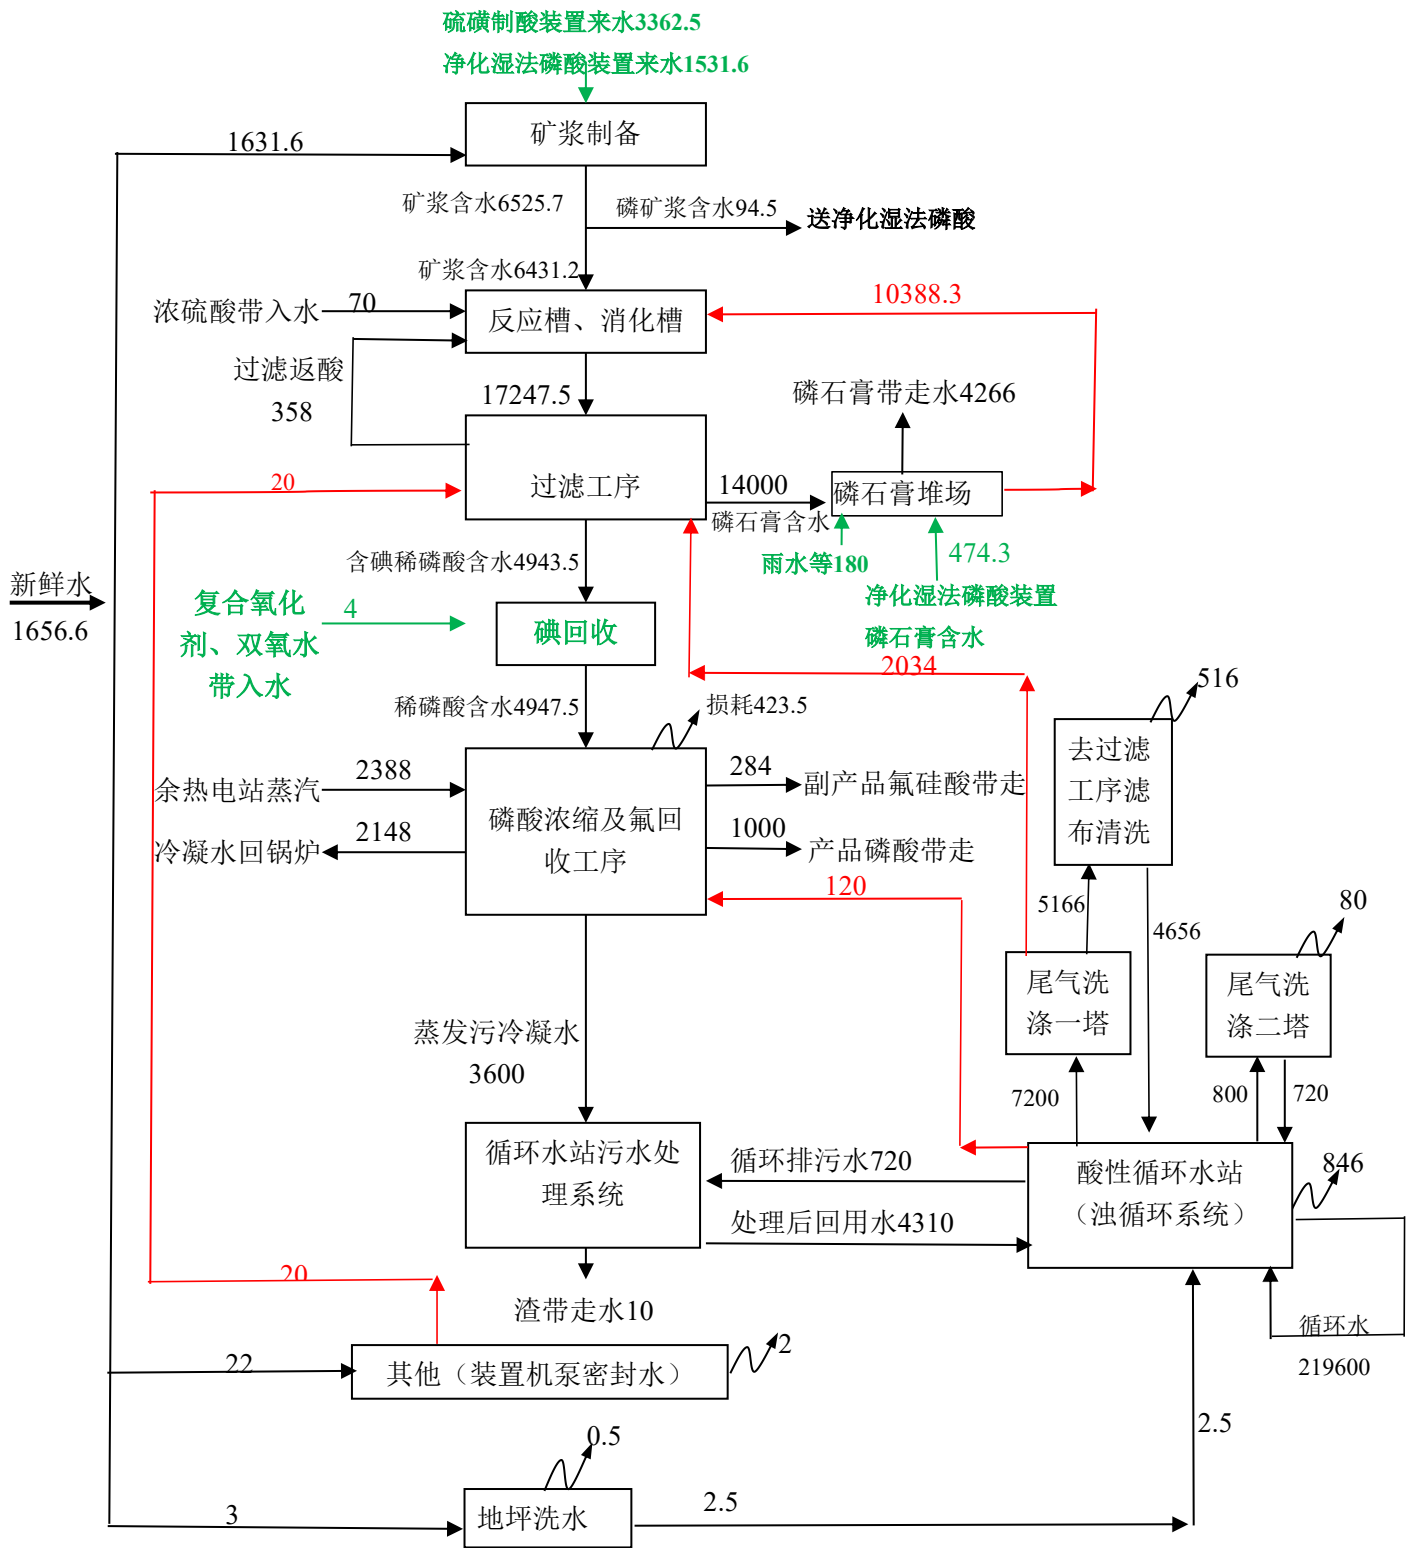 硫磺制酸装置来水3362.5
净化湿法磷酸装置来水1531.6
矿浆制备
1631.6
矿浆含水6525.7
磷矿浆含水94.5
送净化湿法磷酸
矿浆含水6431.2
浓硫酸带入水
70
反应槽、消化槽
10388.3
过滤返酸
358
17247.5
磷石膏带走水4266
20
过滤工序
14000
磷石膏含水
磷石膏堆场
雨水等180
474.3
净化湿法磷酸装置
磷石膏含水
含碘稀磷酸含水4943.5
新鲜水
1656.6
复合氧化
剂、双氧水
带入水
4
碘回收
2034
稀磷酸含水4947.5
损耗423.5
516
去过滤
工序滤
布清洗
余热电站蒸汽
2388
284
副产品氟硅酸带走
磷酸浓缩及氟回
收工序
冷凝水回锅炉
2148
1000
产品磷酸带走
120
5166
4656
80
尾气洗
涤一塔
尾气洗
涤二塔
蒸发污冷凝水
3600
7200
800
720
循环水站污水处
理系统
循环排污水720
处理后回用水4310
酸性循环水站
（浊循环系统）
846
20
渣带走水10
循环水
219600
22
其他（装置机泵密封水）
2
0.5
2.5
3
地坪洗水
2.5